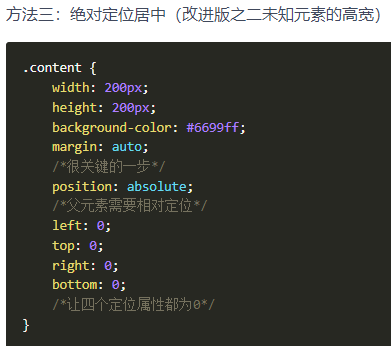 方法三：绝对定位居中（改进版之二未知元素的高宽）
.content {
    width: 200px;
    height: 200px;
    background-color: #6699ff;
    margin: auto;
    /*很关键的一步*/
    position: absolute;
    /*父元素需要相对定位*/
    left: 0;
    top: 0;
    right: 0;
    bottom: 0;
    /*让四个定位属性都为0*/
}